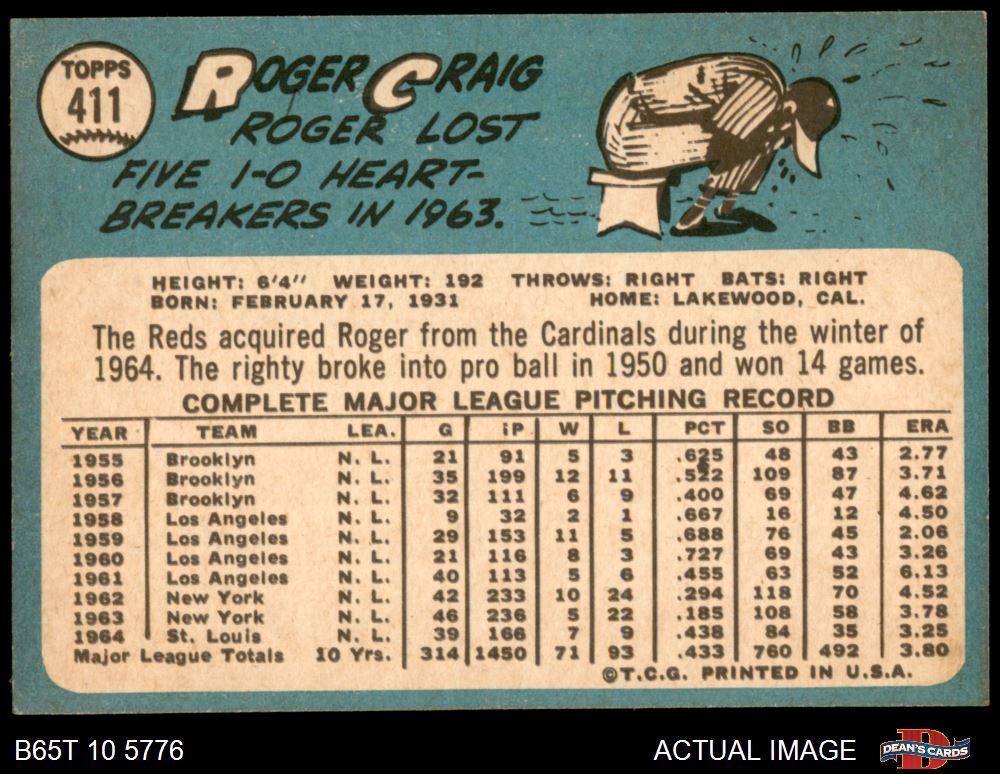 TOPPS
411
ROGER CRAIG
ROGER LOST
FIVE 1-0 HEART-
BREAKERS IN 1963.
HEIGHT: 6'4" WEIGHT: 192 THROWS: RIGHT BATS: RIGHT
BORN: FEBRUARY 17, 1931 HOME: LAKEWOOD, CAL.
The Reds acquired Roger from the Cardinals during the winter of
1964. The righty broke into pro ball in 1950 and won 14 games.
COMPLETE MAJOR LEAGUE PITCHING RECORD
YEAR TEAM LEA. G IP W L PCT SO BB ERA
1955 Brooklyn N. L. 21 91 5 3 .625 48 43 2.77
1956 Brooklyn N. L. 35 199 12 11 .522 109 87 3.71
1957 Brooklyn N. L. 32 111 6 9 .400 69 47 4.62
1958 Los Angeles N. L. 9 32 2 1 .667 16 12 4.50
1959 Los Angeles N. L. 29 153 11 5 .688 76 45 2.06
1960 Los Angeles N. L. 21 116 8 3 .727 69 43 3.26
1961 Los Angeles N. L. 40 113 5 6 .455 63 52 6.13
1962 New York N. L. 42 233 10 24 .294 118 70 4.52
1963 New York N. L. 46 236 5 22 .185 108 58 3.78
1964 St. Louis N. L. 39 166 7 9 .438 84 35 3.25
Major League Totals 10 Yrs. 314 1450 71 93 .433 760 492 3.80
©T.C.G. PRINTED IN U.S.A.
B65T 10 5776 ACTUAL IMAGE DEAN'S CARDS